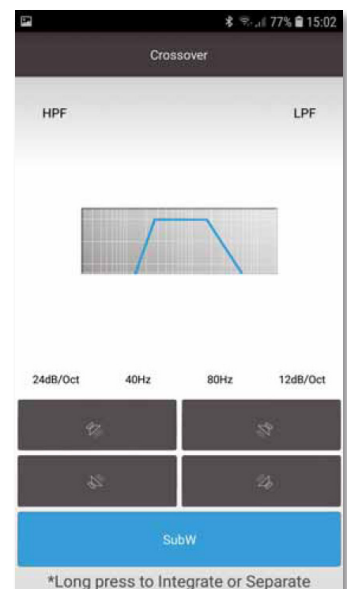 77% 15:02
Crossover
HPF LPF
24dB/Oct 40Hz 80Hz 12dB/Oct
SubW
*Long press to Integrate or Separate